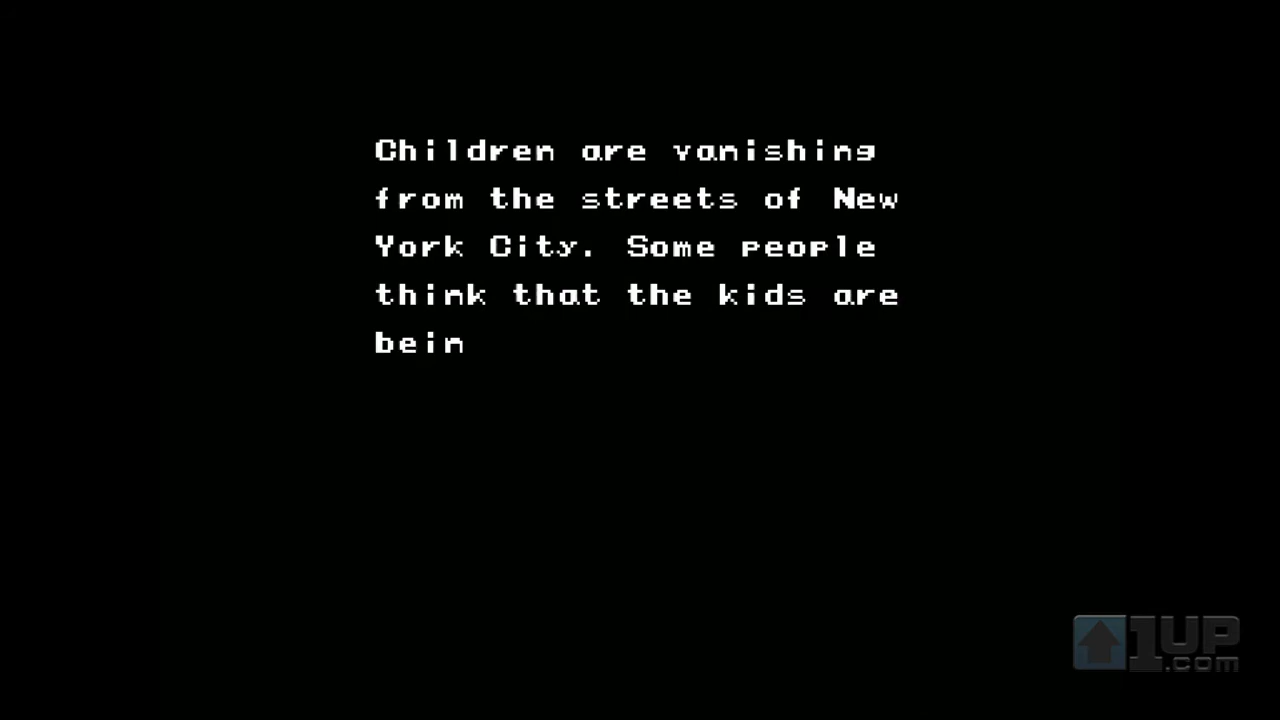 Children are vanishing
from the streets of New
York City. Some people
think that the kids are
bein
1UP
.com